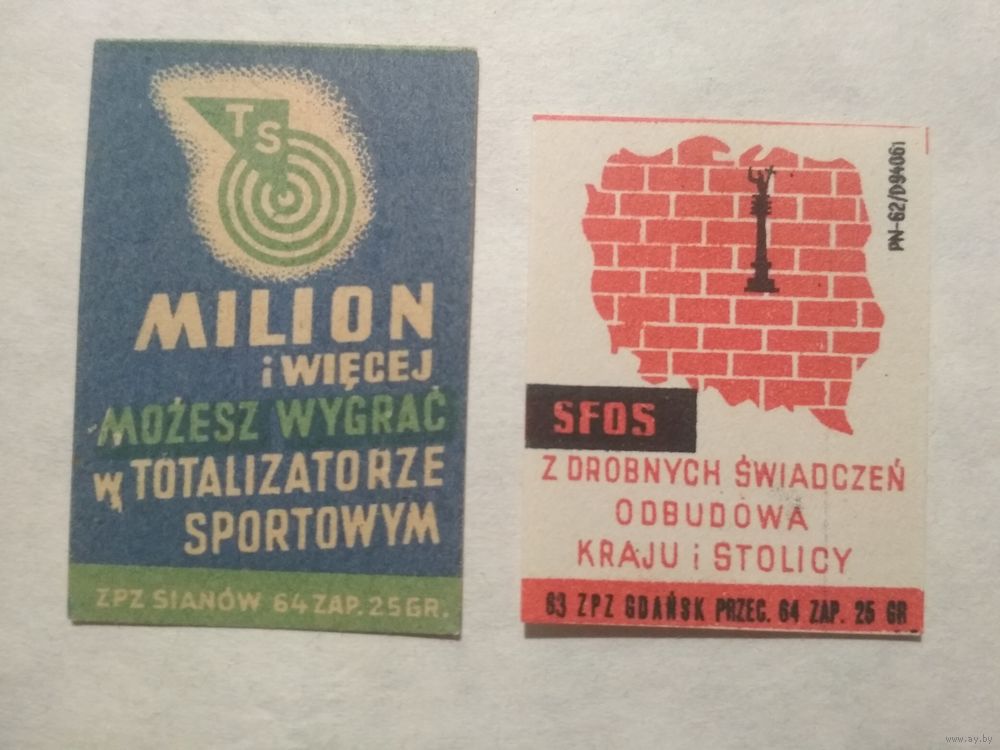 TS
MILION
i WIĘCEJ
MOŻESZ WYGRAĆ
W TOTALIZATORZE
SPORTOWYM
ZPZ SIANÓW 64 ZAP. 25 GR.
PN-62/D94061
SFOS
Z DROBNYCH ŚWIADCZEŃ
ODBUDOWA
KRAJU i STOLICY
63 ZPZ GDAŃSK PRZEC. 64 ZAP. 25 GR
www.ay.by